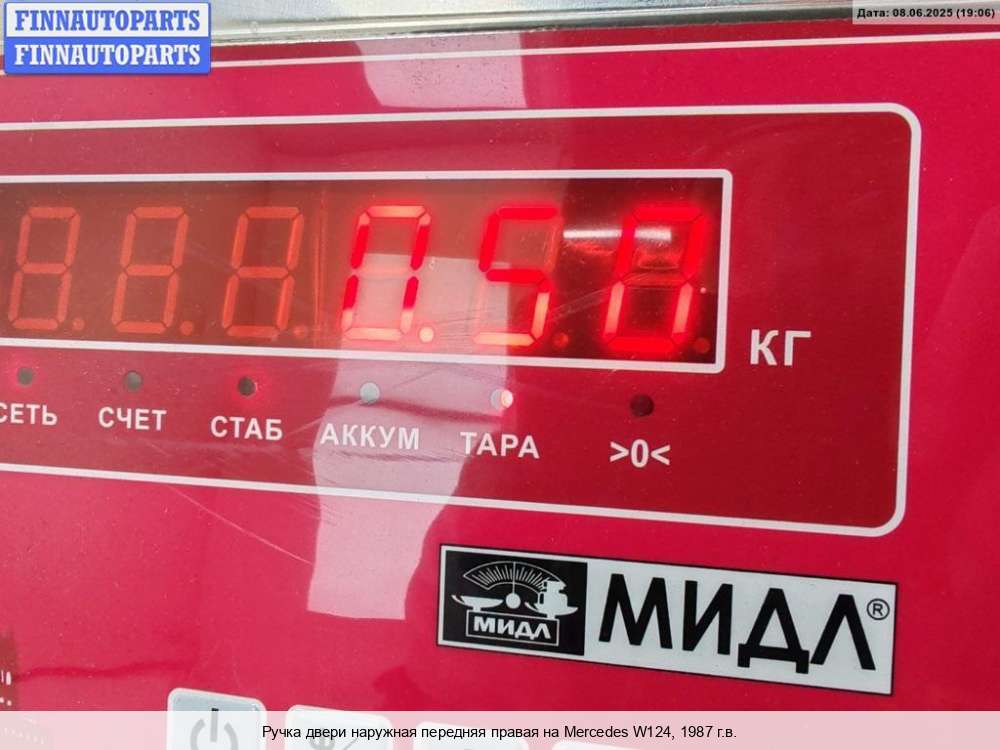 FINNAUTOPARTS
FINNAUTOPARTS
Дата: 08.06.2025 (19:06)
0.50
КГ
СЕТЬ СЧЕТ СТАБ АККУМ ТАРА >0<
МИДЛ МИДЛ®
Ручка двери наружная передняя правая на Mercedes W124, 1987 г.в.